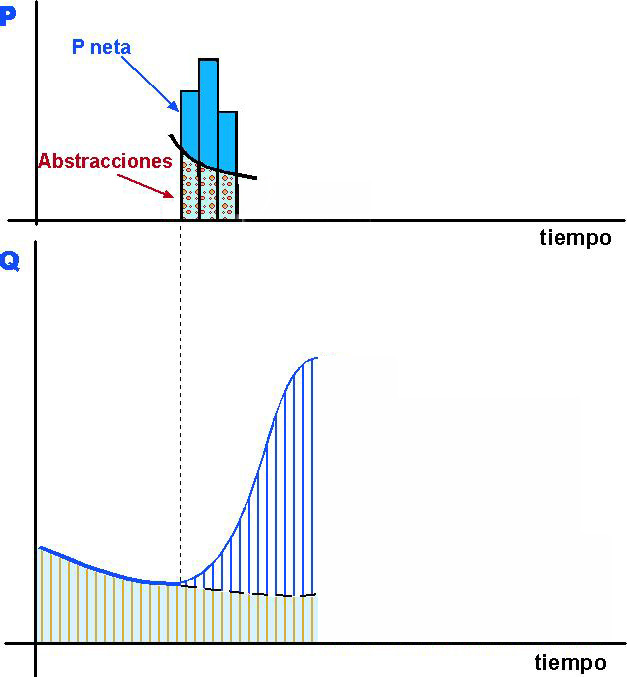 P
P neta
Abstracciones
tiempo
Q
tiempo